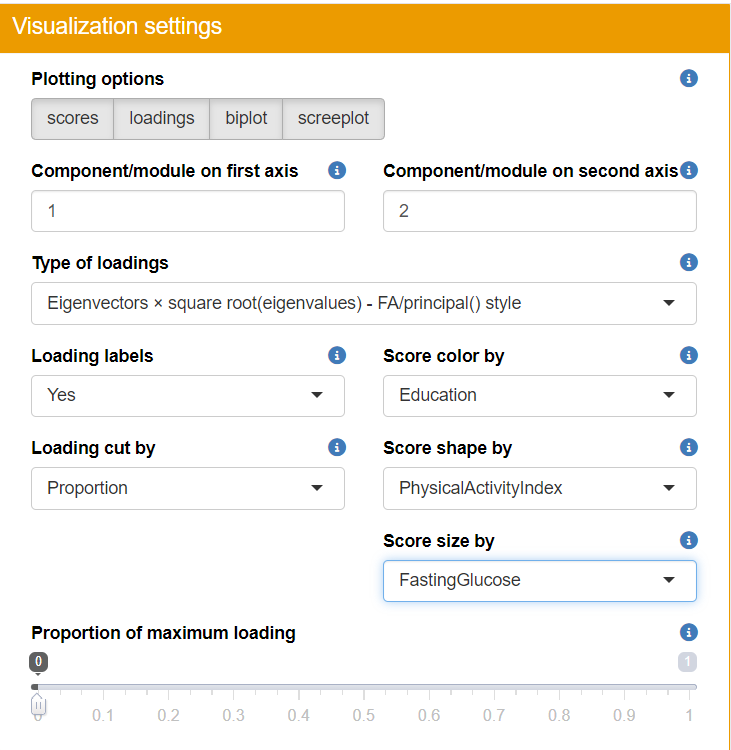 Visualization settings
Plotting options
scores loadings biplot screeplot
Component/module on first axis Component/module on second axis
1 2
Type of loadings
Eigenvectors × square root(eigenvalues) - FA/principal() style
Loading labels Score color by
Yes Education
Loading cut by Score shape by
Proportion PhysicalActivityIndex
Score size by
FastingGlucose
Proportion of maximum loading
0 1
0 0.1 0.2 0.3 0.4 0.5 0.6 0.7 0.8 0.9 1